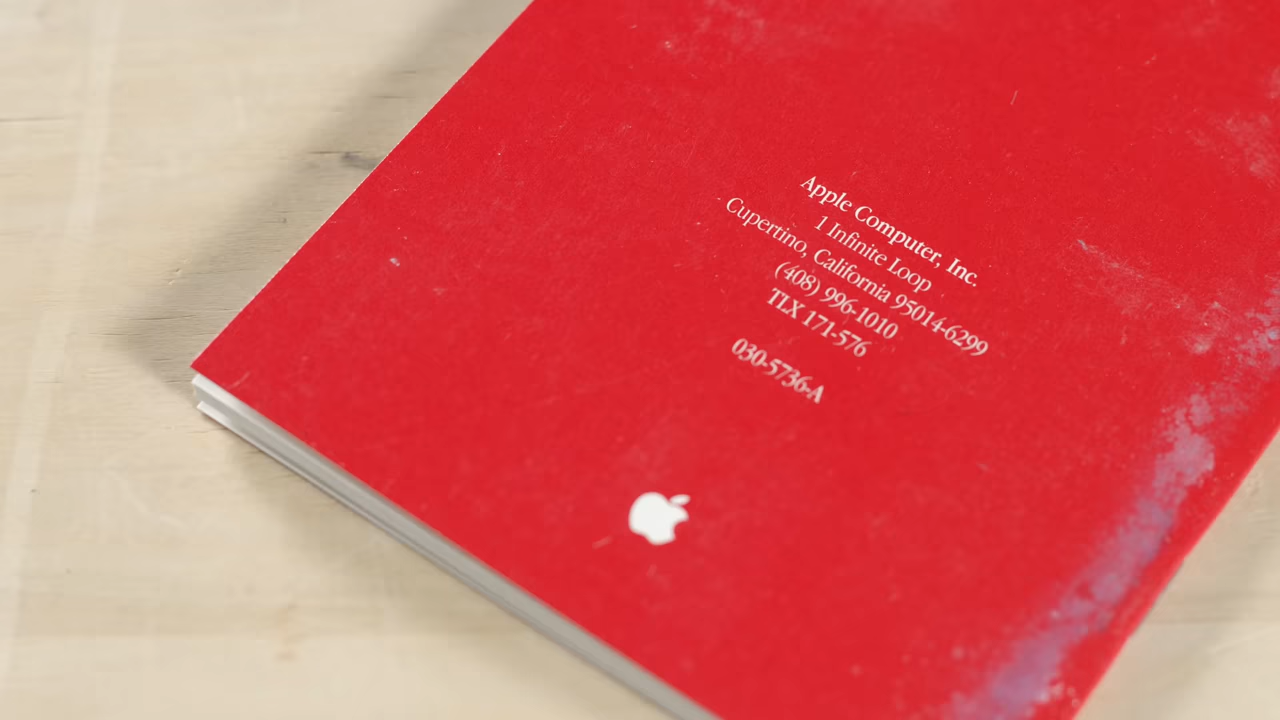 Apple Computer, Inc.
1 Infinite Loop
Cupertino, California 95014-6299
(408) 996-1010
TLX 171-576
030-5736-A